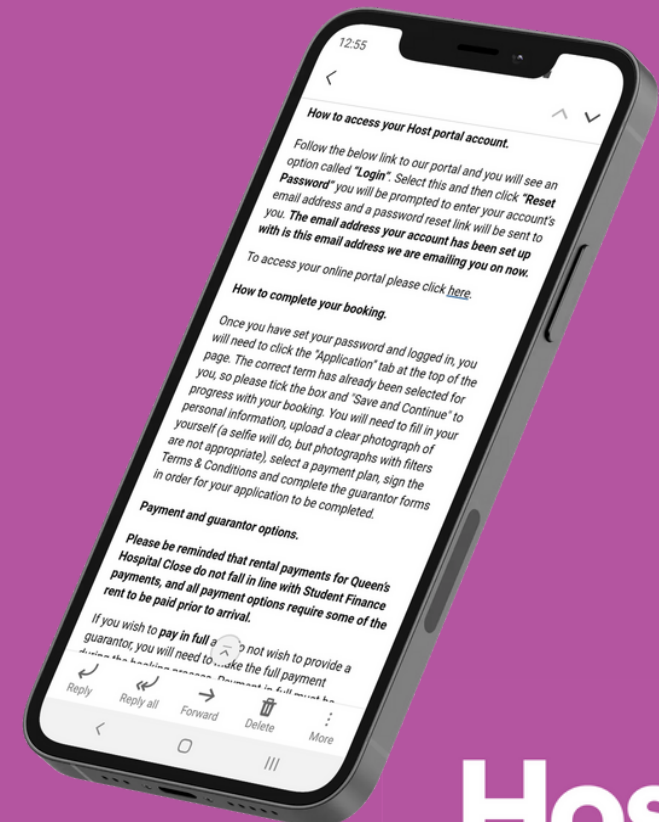 12:55
How to access your Host portal account.
Follow the below link to our portal and you will see an
option called "Login". Select this and then click "Reset
Password" you will be prompted to enter your account's
email address and a password reset link will be sent to
you. The email address your account has been set up
with is this email address we are emailing you on now.
To access your online portal please click here.
How to complete your booking.
Once you have set your password and logged in, you
will need to click the "Application" tab at the top of the
page. The correct term has already been selected for
you, so please tick the box and "Save and Continue" to
progress with your booking. You will need to fill in your
personal information, upload a clear photograph of
yourself (a selfie will do, but photographs with filters
are not appropriate), select a payment plan, sign the
Terms & Conditions and complete the guarantor forms
in order for your application to be completed.
Payment and guarantor options.
Please be reminded that rental payments for Queen's
Hospital Close do not fall in line with Student Finance
payments, and all payment options require some of the
rent to be paid prior to arrival.
If you wish to pay in full a not wish to provide a
guarantor, you will need to make the full payment
during the booking process. Payment in full must be
Reply
Reply all
Forward
Delete
More
Hos